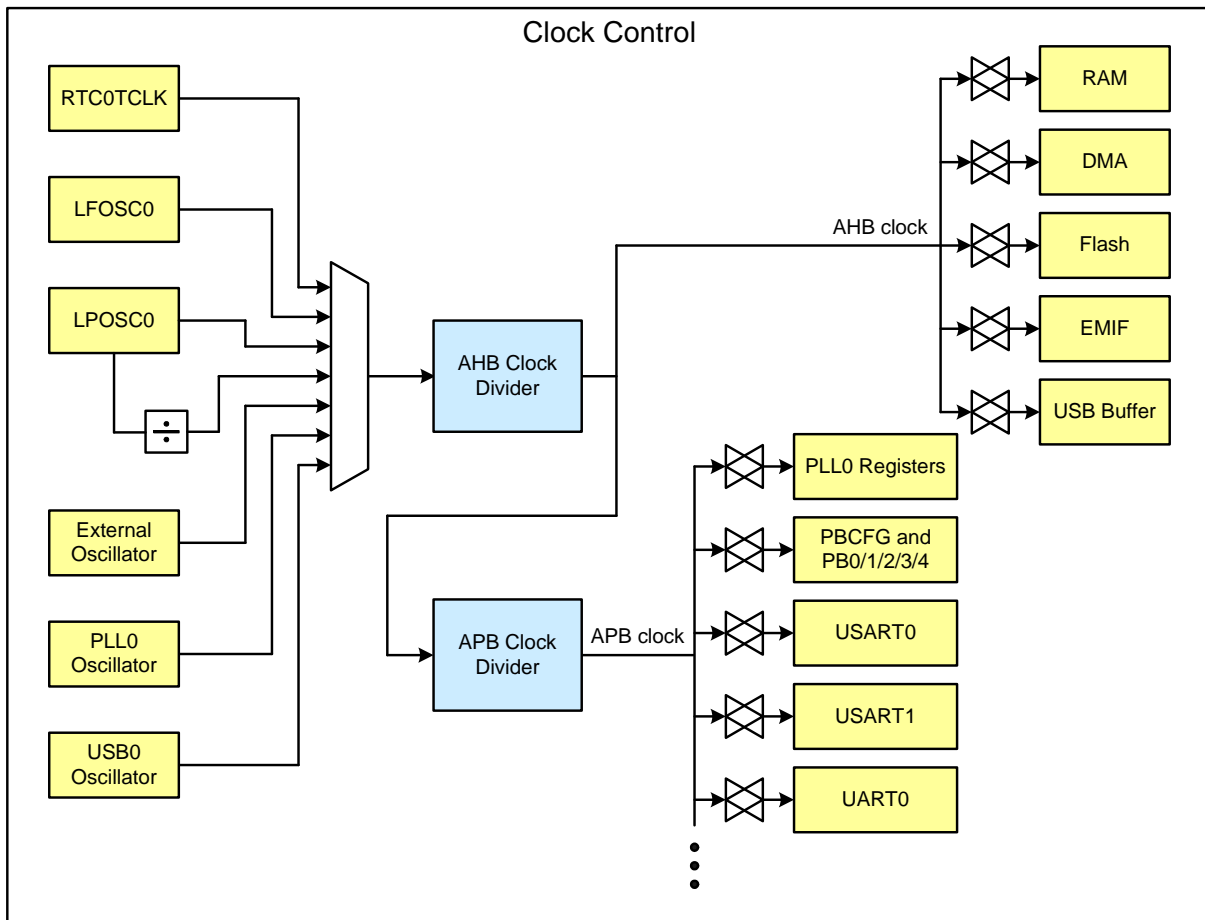 Clock Control
RTC0TCLK
LFOSC0
LPOSC0
÷
External
Oscillator
PLL0
Oscillator
USB0
Oscillator
AHB Clock
Divider
APB Clock
Divider
AHB clock
APB clock
RAM
DMA
Flash
EMIF
USB Buffer
PLL0 Registers
PBCFG and
PB0/1/2/3/4
USART0
USART1
UART0